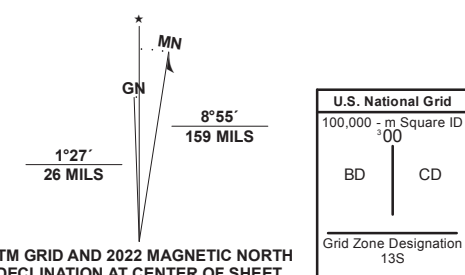 ★
MN
GN
8°55´
159 MILS
1°27´
26 MILS
TM GRID AND 2022 MAGNETIC NORTH
DECLINATION AT CENTER OF SHEET
U.S. National Grid
100,000 - m Square ID
³00
BD CD
Grid Zone Designation
13S